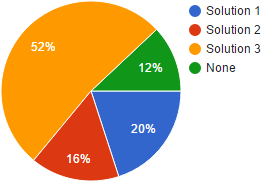 52%
12%
20%
16%
Solution 1
Solution 2
Solution 3
None